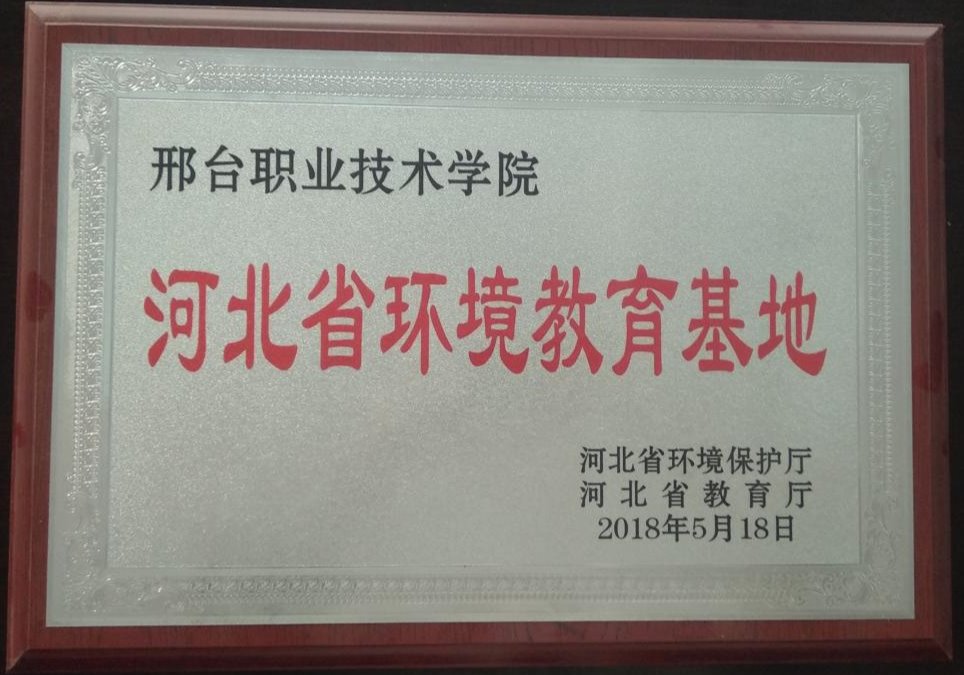 邢台职业技术学院
河北省环境教育基地
河北省环境保护厅
河北省教育厅
2018年5月18日